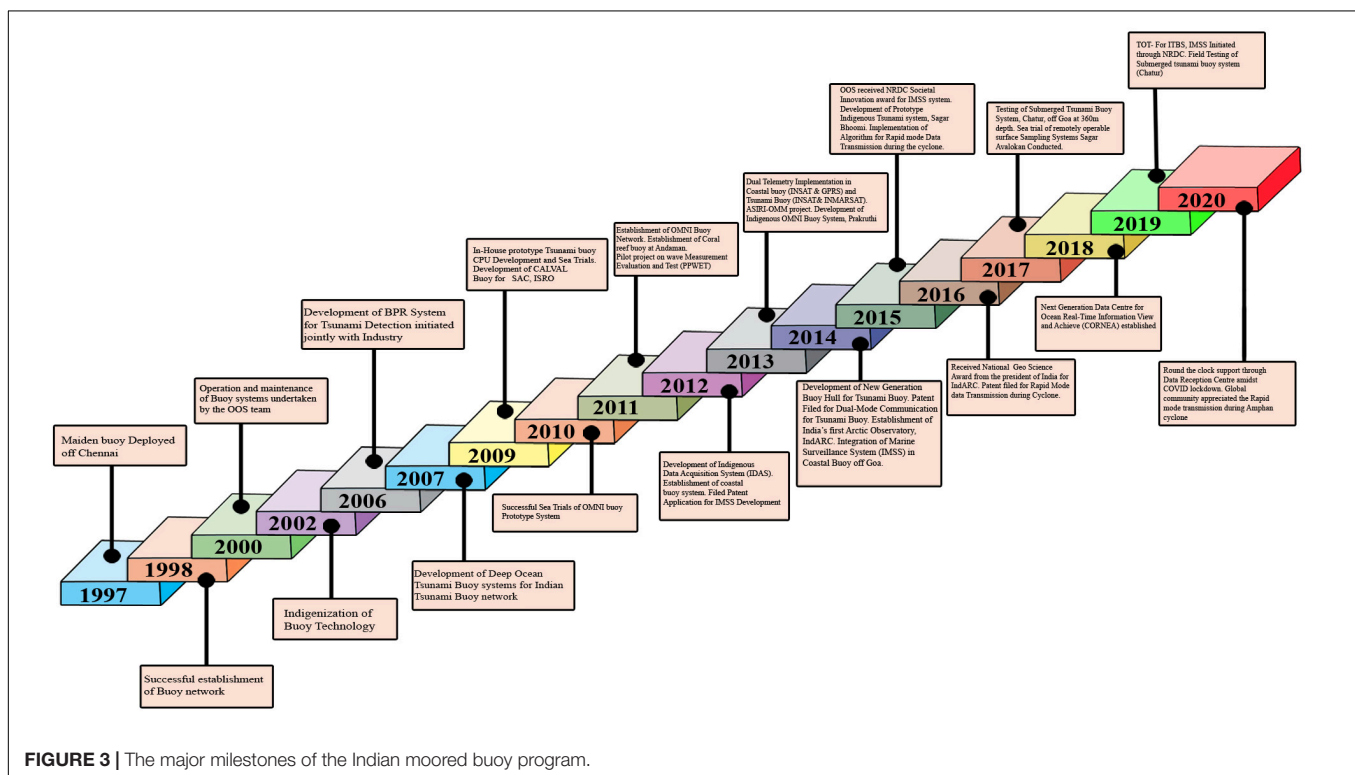 TOT- For ITBS, IMSS Initiated
through NRDC. Field Testing of
Submerged tsunami buoy system
(Chatur)
OOS received NRDC Societal
Innovation award for IMSS system.
Development of Prototype
Indigenous Tsunami system, Sagar
Bhoomi. Implementation of
Algorithm for Rapid mode Data
Transmission during the cyclone.
Testing of Submerged Tsunami Buoy
System, Chatur, off Goa at 360m
depth. Sea trial of remotely operable
surface Sampling Systems Sagar
Avalokan Conducted.
Dual Telemetry Implementation in
Coastal buoy (INSAT & GPRS) and
Tsunami Buoy (INSAT& INMARSAT).
ASIRI-OMM project. Development of
Indigenous OMNI Buoy System, Prakruthi
Establishment of OMNI Buoy
Network. Establishment of Coral
reef buoy at Andaman.
Pilot project on wave Measurement
Evaluation and Test (PPWET)
In-House prototype Tsunami buoy
CPU Development and Sea Trials.
Development of CALVAL
Buoy for SAC, ISRO
Development of BPR System
for Tsunami Detection initiated
jointly with Industry
Operation and maintenance
of Buoy systems undertaken
by the OOS team
Maiden buoy Deployed
off Chennai
1997
1998
2000
2002
2006
2007
2009
2010
2011
2012
2013
2014
2015
2016
2017
2018
2019
2020
Successful establishment
of Buoy network
Indigenization of
Buoy Technology
Development of Deep Ocean
Tsunami Buoy systems for Indian
Tsunami Buoy network
Successful Sea Trials of OMNI buoy
Prototype System
Development of Indigenous
Data Acquisition System (IDAS).
Establishment of coastal
buoy system. Filed Patent
Application for IMSS Development
Development of New Generation
Buoy Hull for Tsunami Buoy. Patent
Filed for Dual-Mode Communication
for Tsunami Buoy. Establishment of
India's first Arctic Observatory,
IndARC. Integration of Marine
Surveillance System (IMSS) in
Coastal Buoy off Goa.
Received National Geo Science
Award from the president of India for
IndARC. Patent filed for Rapid Mode
data Transmission during Cyclone.
Next Generation Data Centre for
Ocean Real-Time Information View
and Achieve (CORNEA) established
Round the clock support through
Data Reception Centre amidst
COVID lockdown. Global
community appreciated the Rapid
mode transmission during Amphan
cyclone
FIGURE 3 | The major milestones of the Indian moored buoy program.